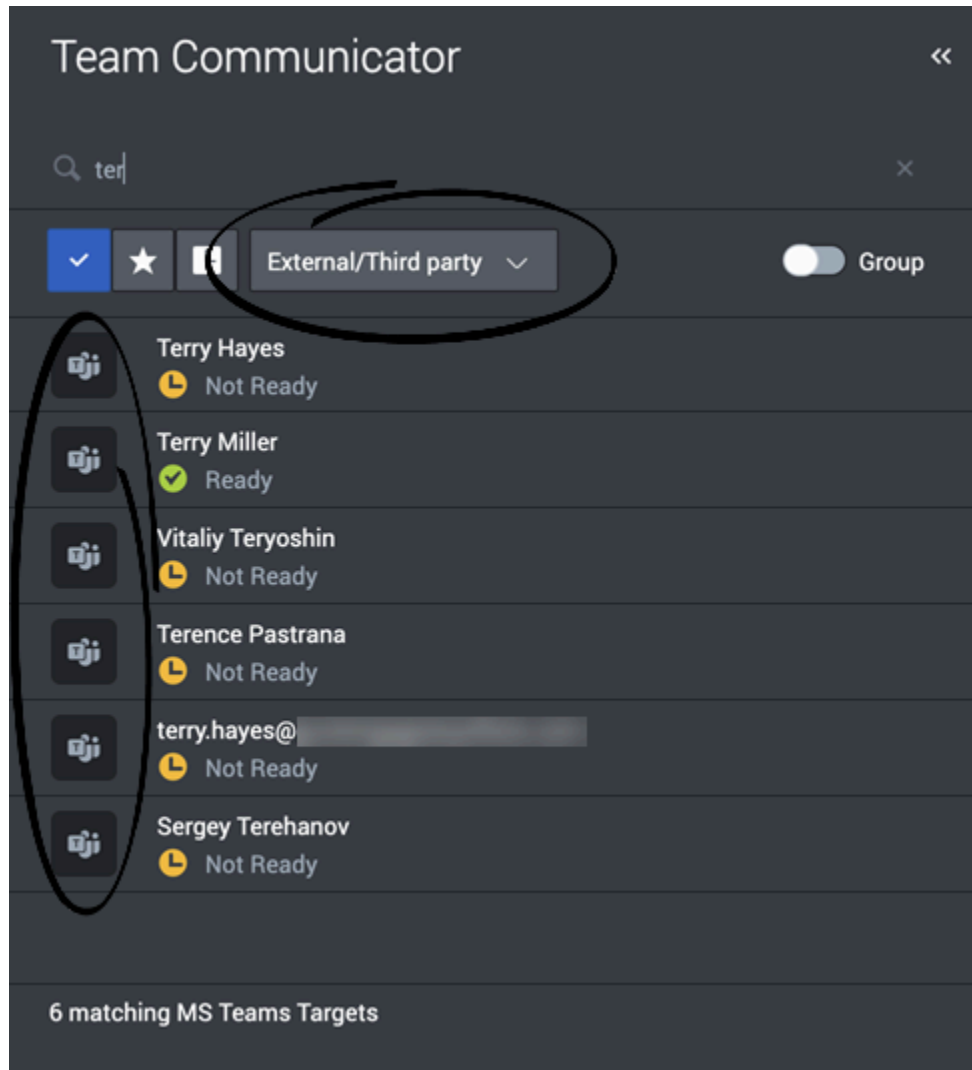 Team Communicator
ter
External/Third party
Group
Terry Hayes
Not Ready
Terry Miller
Ready
Vitaliy Teryoshin
Not Ready
Terence Pastrana
Not Ready
terry.hayes@
Not Ready
Sergey Terehanov
Not Ready
6 matching MS Teams Targets